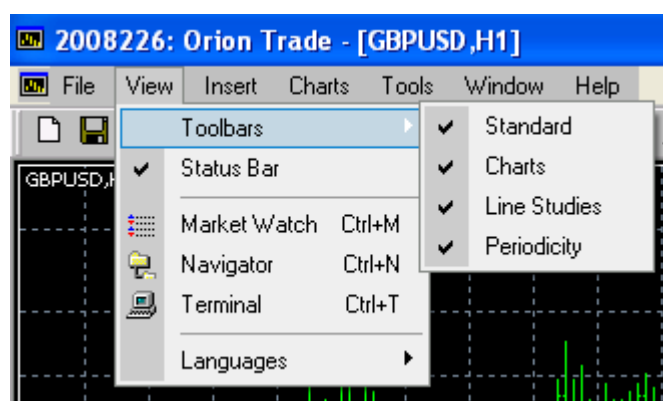 2008226: Orion Trade - [GBPUSD,H1]
File View Insert Charts Tools Window Help
Toolbars
Status Bar
Market Watch Ctrl+M
Navigator Ctrl+N
Terminal Ctrl+T
Languages
Standard
Charts
Line Studies
Periodicity
GBPUSD,H